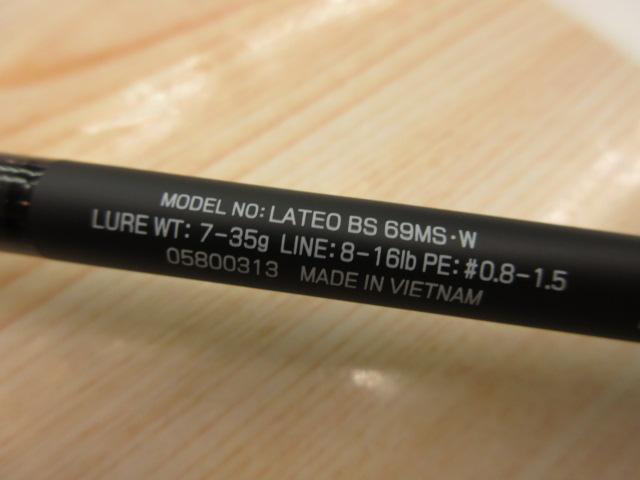 MODEL NO: LATEO BS 69MS·W
LURE WT: 7-35g LINE: 8-16lb PE: #0.8-1.5
05800313 MADE IN VIETNAM